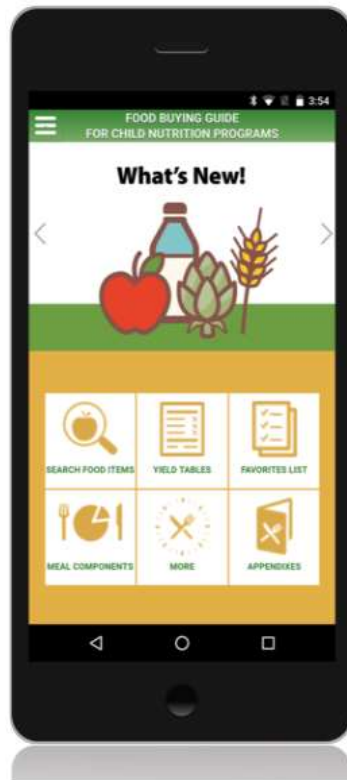 3:54
FOOD BUYING GUIDE
FOR CHILD NUTRITION PROGRAMS
What's New!
SEARCH FOOD ITEMS
YIELD TABLES
FAVORITES LIST
MEAL COMPONENTS
MORE
APPENDIXES